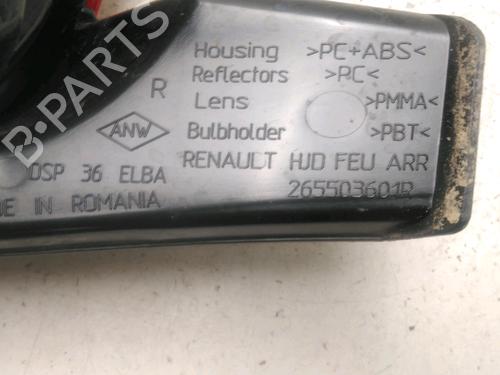 Housing >PC+ABS<
Reflectors >PC<
R Lens >PMMA<
ANW Bulbholder >PBT<
RENAULT HJD FEU ARR
DSP 36 ELBA 265503601R
IN ROMANIA
B-PARTS